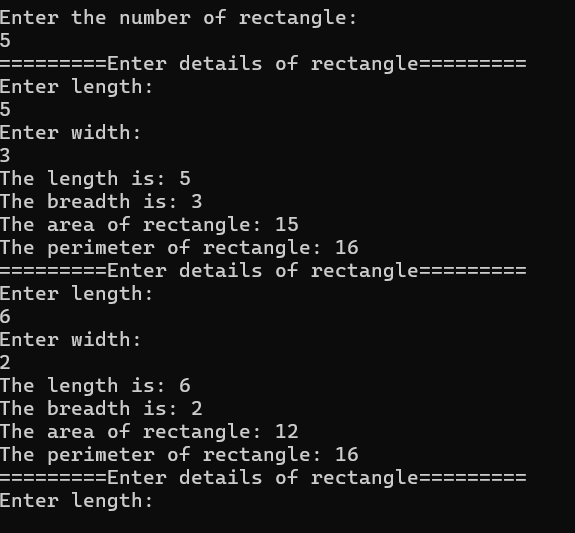 Enter the number of rectangle:
5
=========Enter details of rectangle=========
Enter length:
5
Enter width:
3
The length is: 5
The breadth is: 3
The area of rectangle: 15
The perimeter of rectangle: 16
=========Enter details of rectangle=========
Enter length:
6
Enter width:
2
The length is: 6
The breadth is: 2
The area of rectangle: 12
The perimeter of rectangle: 16
=========Enter details of rectangle=========
Enter length: